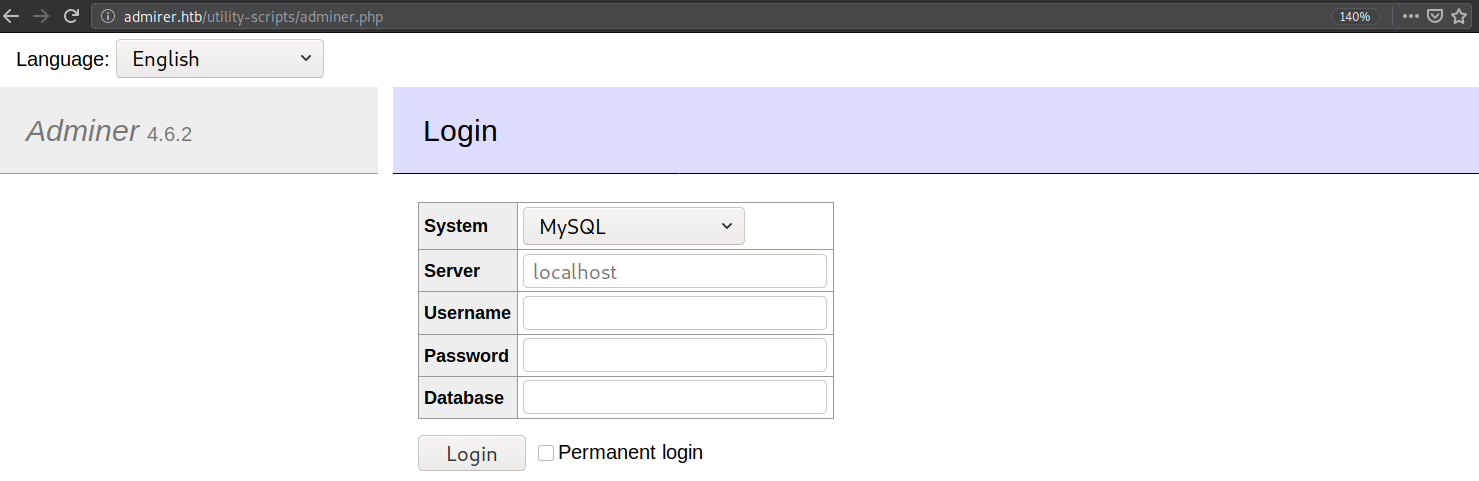 admirer.htb/utility-scripts/adminer.php 140%
Language: English
Adminer 4.6.2
Login
System MySQL
Server localhost
Username
Password
Database
Login Permanent login